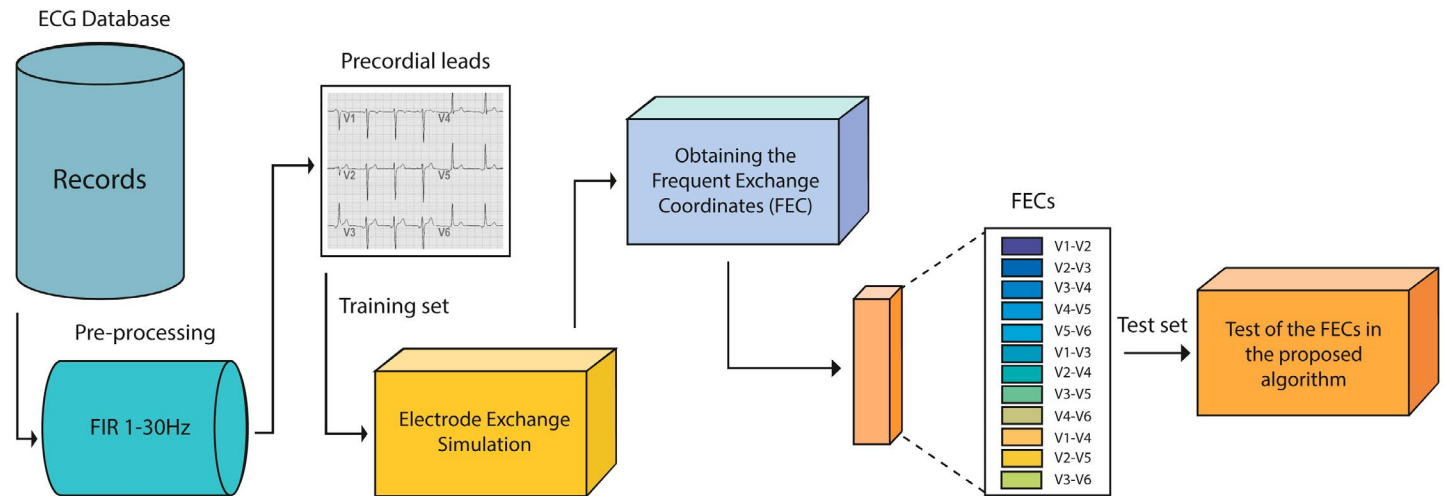 ECG Database
Records
Pre-processing
FIR 1-30Hz
Precordial leads
V1
V4
V2
V5
V3
V6
Training set
Electrode Exchange
Simulation
Obtaining the
Frequent Exchange
Coordinates (FEC)
FECs
V1-V2
V2-V3
V3-V4
V4-V5
V5-V6
V1-V3
V2-V4
V3-V5
V4-V6
V1-V4
V2-V5
V3-V6
Test set
Test of the FECs in
the proposed
algorithm